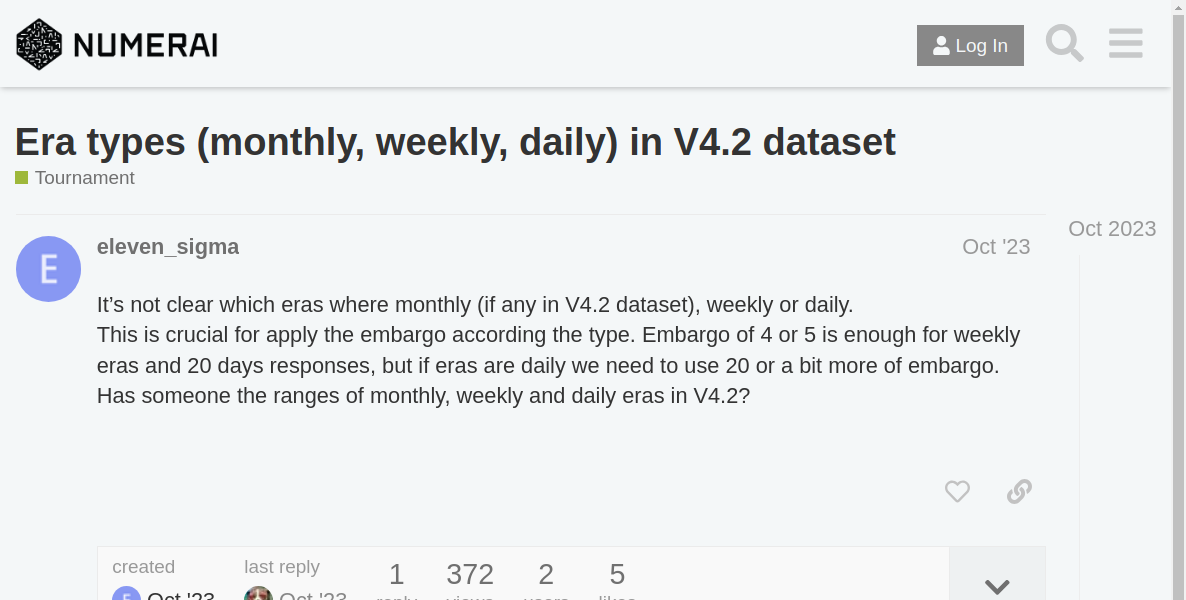 NUMERAI
Log In
Era types (monthly, weekly, daily) in V4.2 dataset
Tournament
Oct 2023
E
eleven_sigma
Oct '23
It’s not clear which eras where monthly (if any in V4.2 dataset), weekly or daily.
This is crucial for apply the embargo according the type. Embargo of 4 or 5 is enough for weekly
eras and 20 days responses, but if eras are daily we need to use 20 or a bit more of embargo.
Has someone the ranges of monthly, weekly and daily eras in V4.2?
created
last reply
1
372
2
5
E
Oct '23
Oct '23
reply
views
users
likes